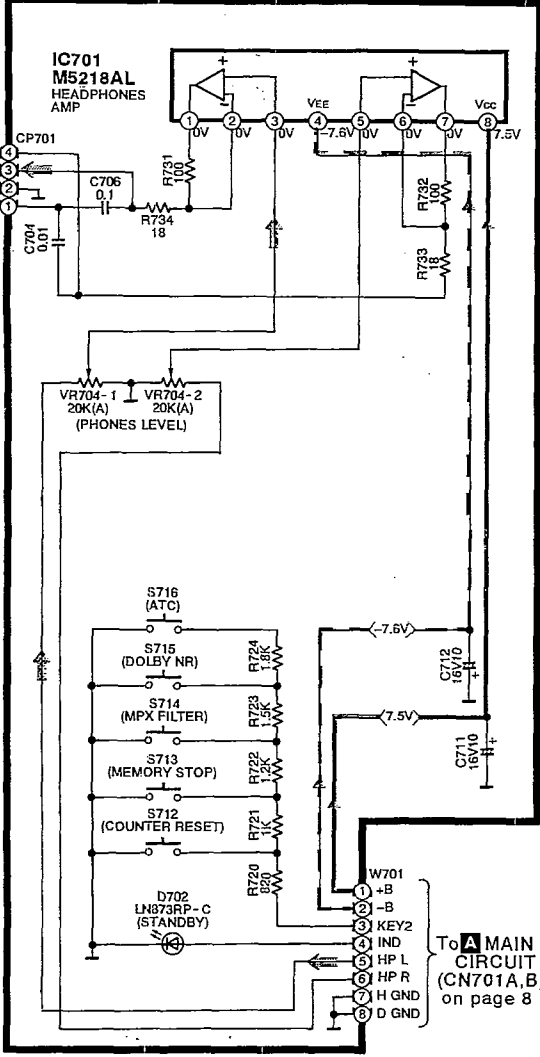 IC701
M5218AL
HEADPHONES
AMP
+
+
VEE
VCC
1 2 3 4 5 6 7 8
0V 0V 0V -7.6V 0V 0V 0V 7.5V
CP701
4
3
2
1
R731
100
R732
100
C706
0.1
R734
18
C704
0.01
R733
18
VR704-1
20K(A)
VR704-2
20K(A)
(PHONES LEVEL)
S716
(ATC)
R724
1.8K
S715
(DOLBY NR)
R723
1.5K
S714
(MPX FILTER)
R722
1.2K
S713
(MEMORY STOP)
R721
1K
S712
(COUNTER RESET)
R720
820
D702
LN873RP-C
(STANDBY)
-7.6V
C712
16V10
+
7.5V
C711
16V10
+
W701
1 +B
2 -B
3 KEY2
4 IND
5 HP L
6 HP R
7 H GND
8 D GND
To A MAIN
CIRCUIT
(CN701A,B)
on page 8